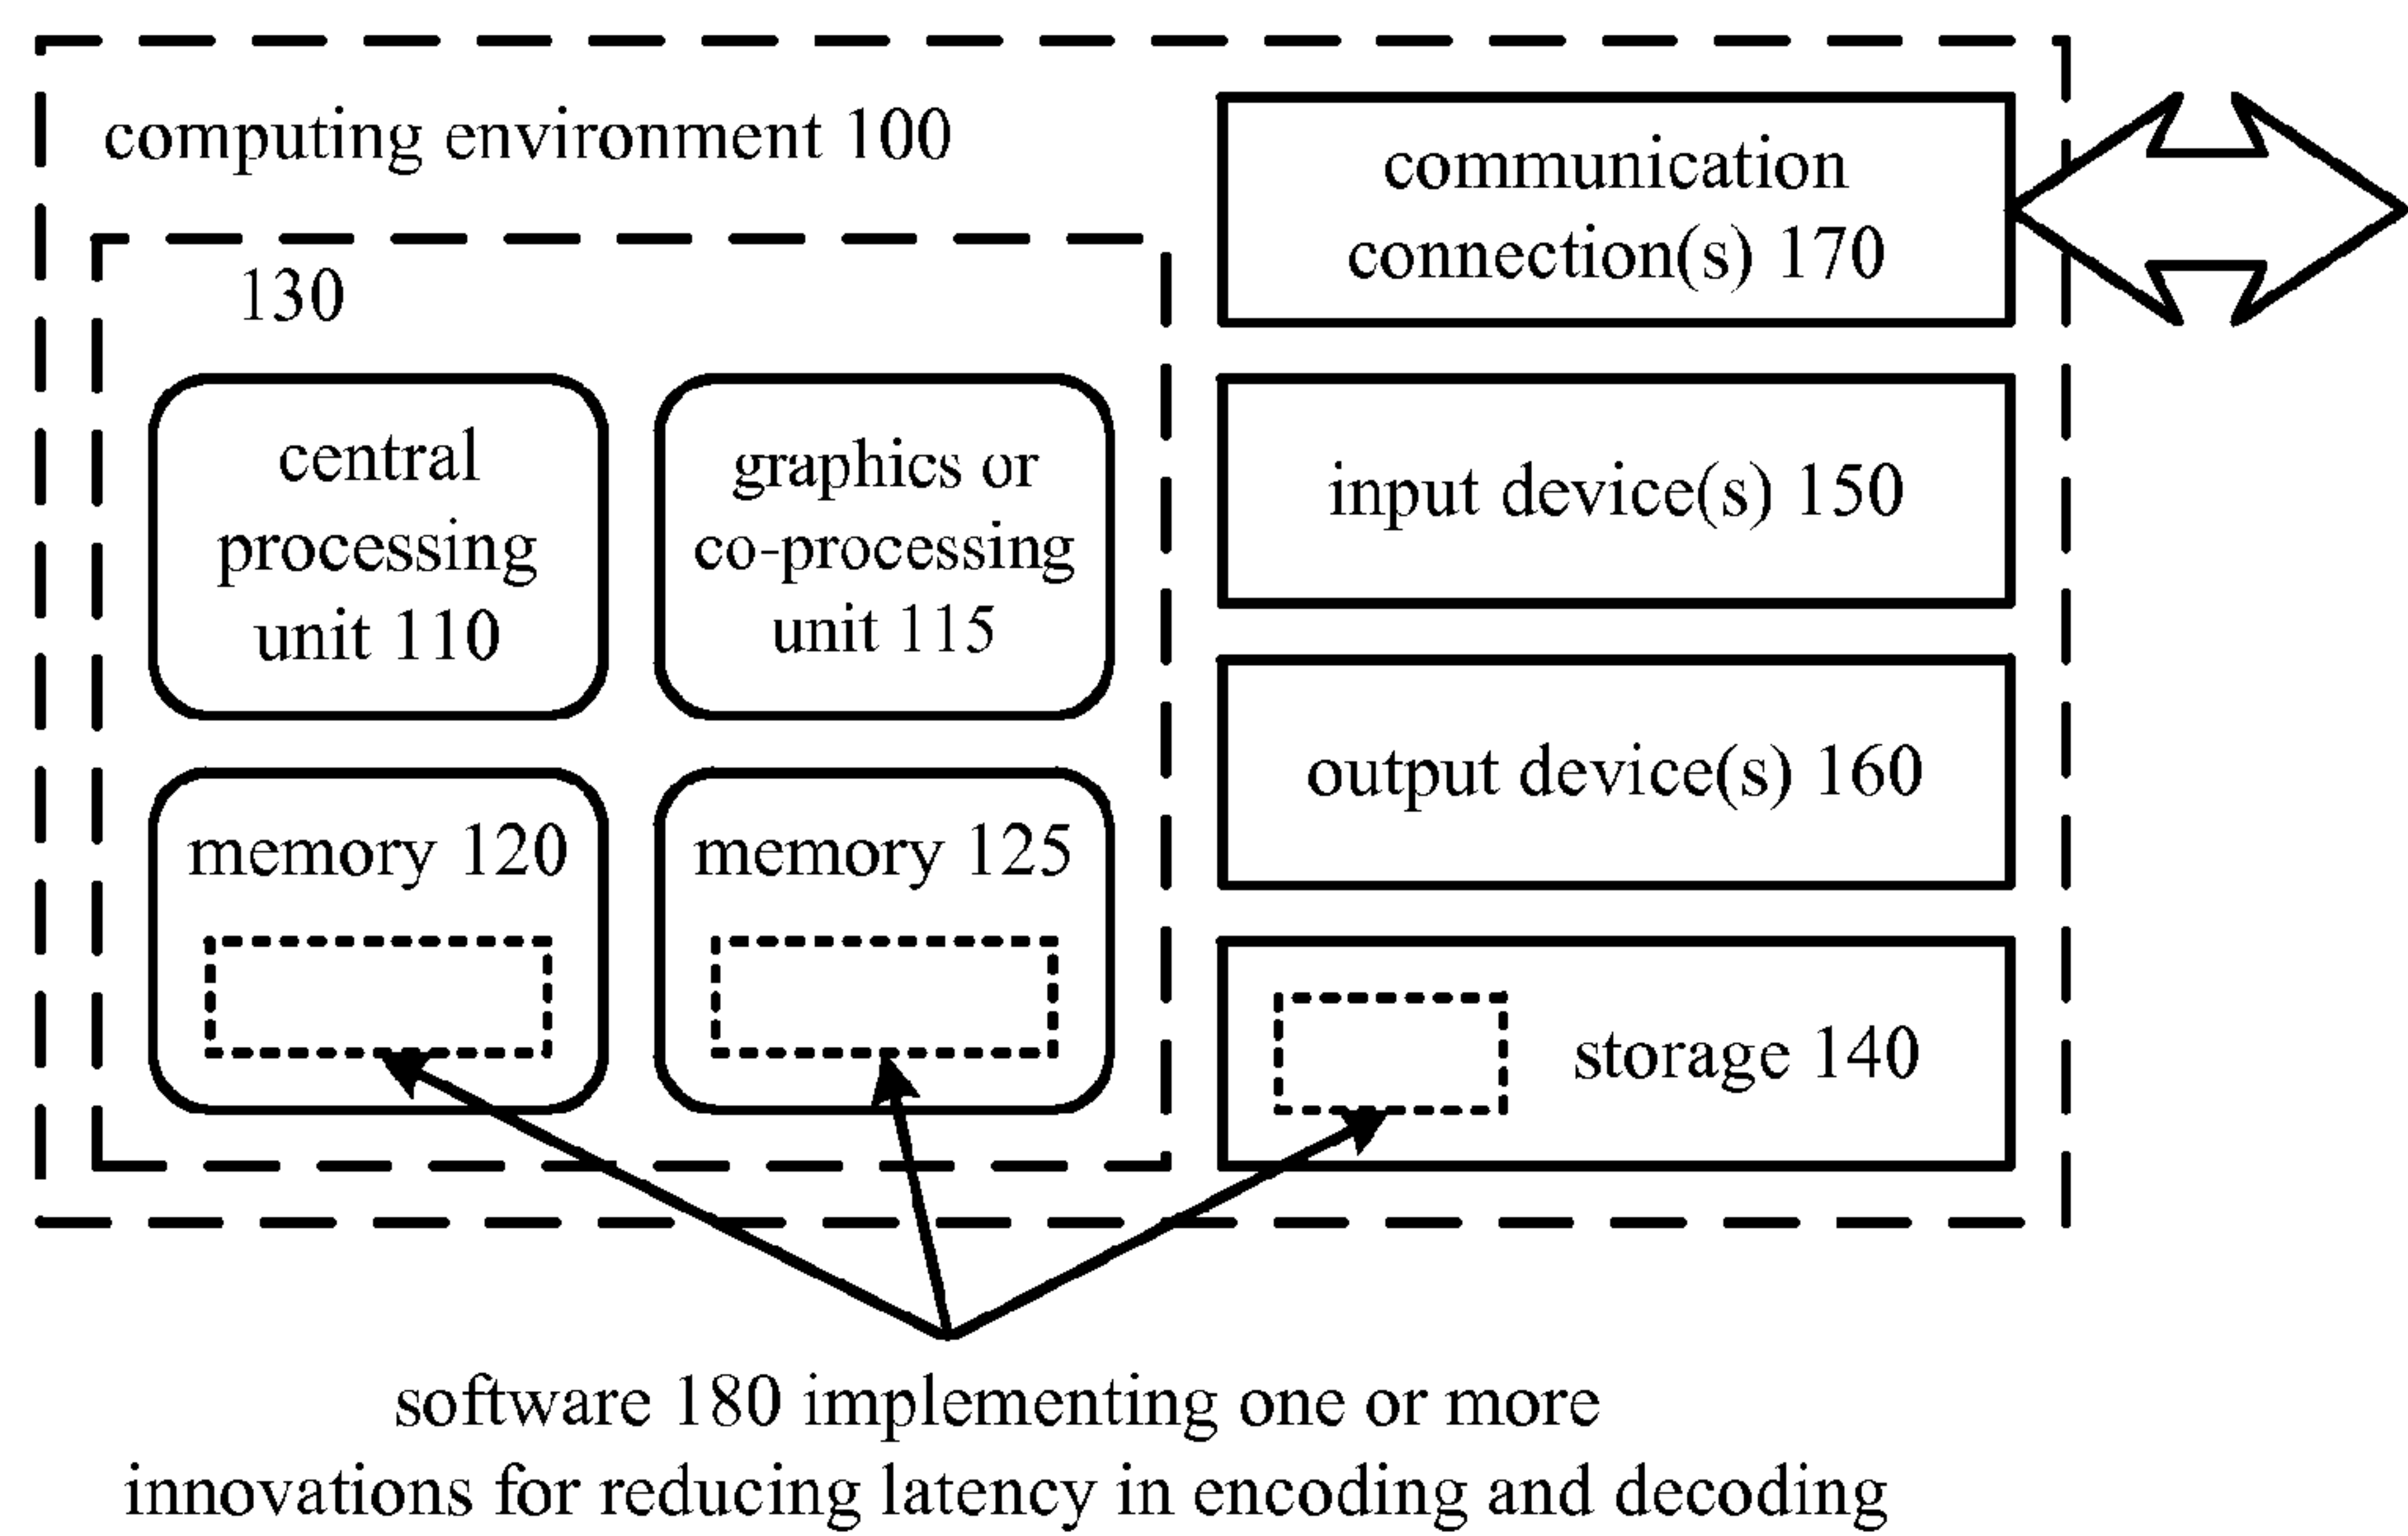 computing environment 100
130
central
processing
unit 110
graphics or
co-processing
unit 115
memory 120
memory 125
communication
connection(s) 170
input device(s) 150
output device(s) 160
storage 140
software 180 implementing one or more
innovations for reducing latency in encoding and decoding